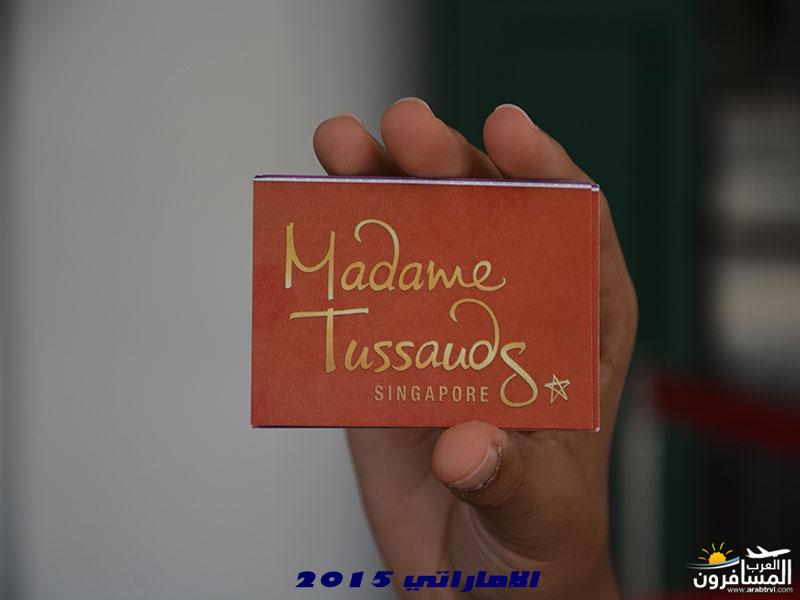 Madame
Tussauds
SINGAPORE
الاماراتي 2015
العرب
المسافرون
www.arabtrvl.com